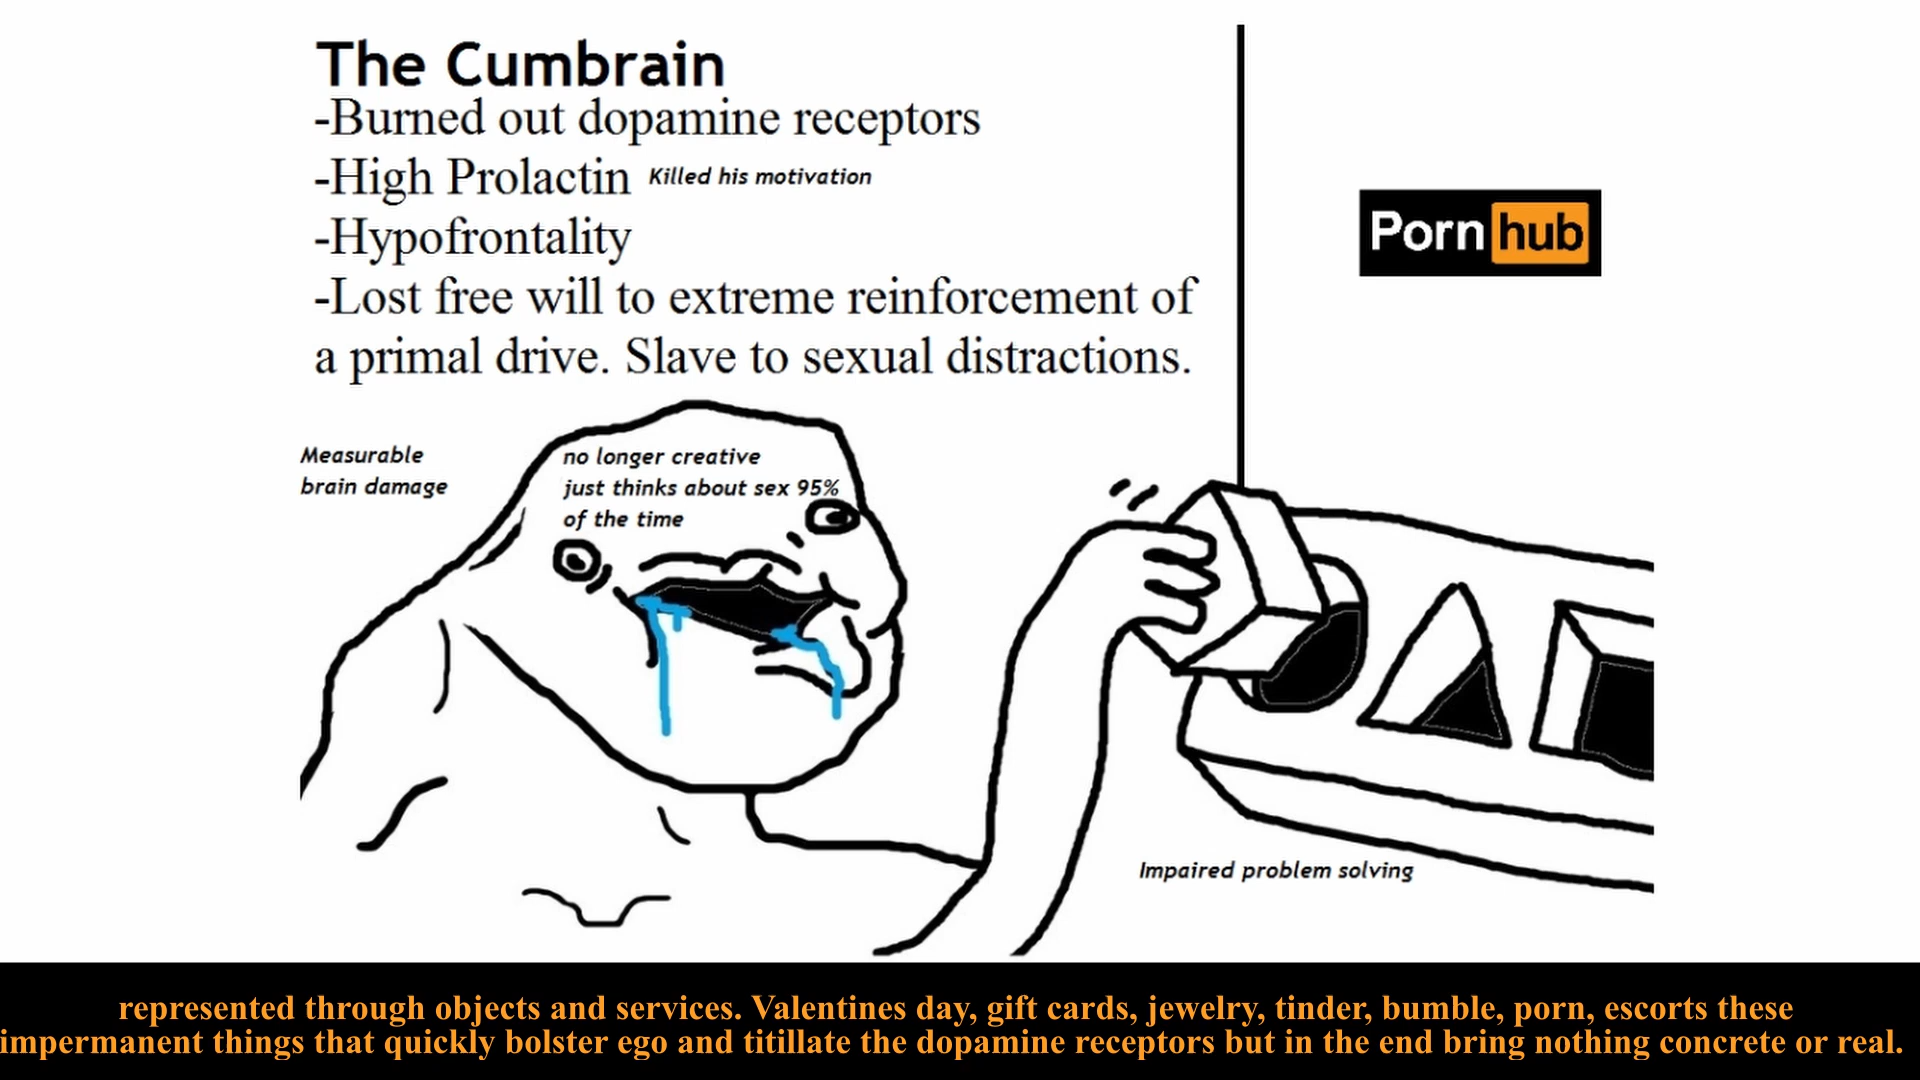 The Cumbrain
-Burned out dopamine receptors
-High Prolactin Killed his motivation
-Hypofrontality
-Lost free will to extreme reinforcement of
a primal drive. Slave to sexual distractions.
Porn hub
Measurable
brain damage
no longer creative
just thinks about sex 95%
of the time
Impaired problem solving
represented through objects and services. Valentines day, gift cards, jewelry, tinder, bumble, porn, escorts these
impermanent things that quickly bolster ego and titillate the dopamine receptors but in the end bring nothing concrete or real.